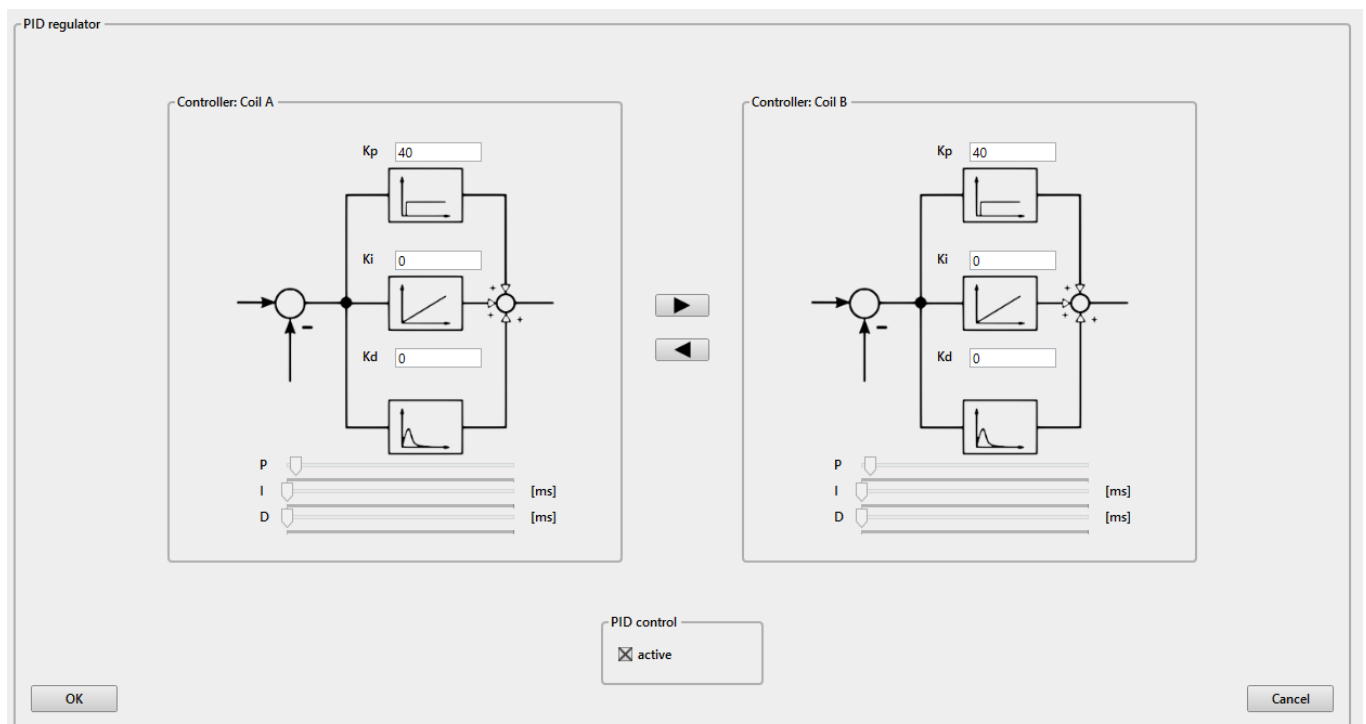 PID regulator
Controller: Coil A
Kp 40
Ki 0
+
+ +
−
Kd 0
P
I [ms]
D [ms]
Controller: Coil B
Kp 40
Ki 0
+
+ +
−
Kd 0
P
I [ms]
D [ms]
PID control
active
OK
Cancel